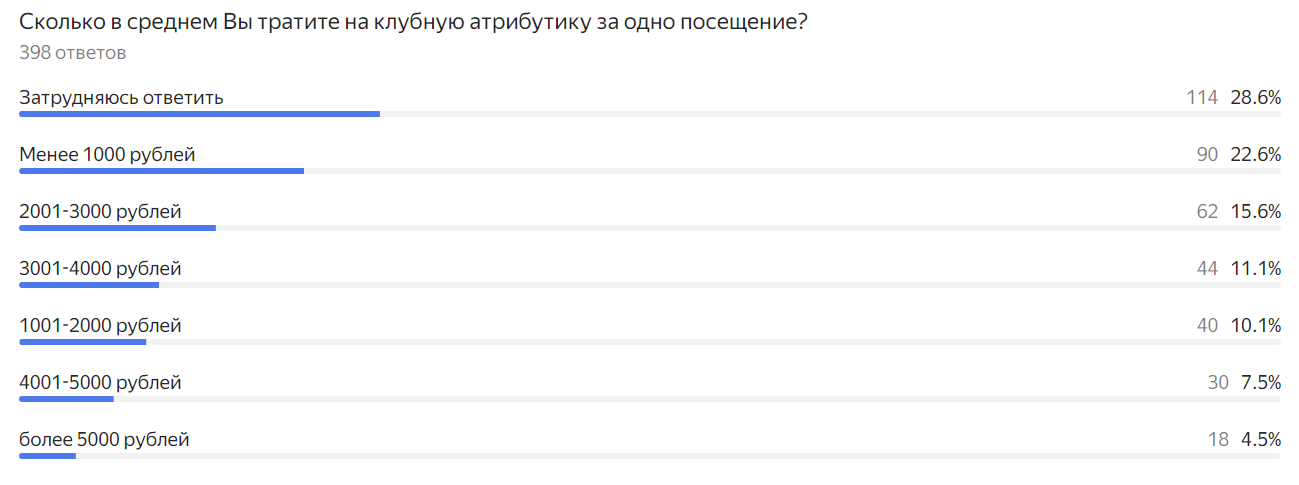 Сколько в среднем Вы тратите на клубную атрибутику за одно посещение?
398 ответов
Затрудняюсь ответить 114 28.6%
Менее 1000 рублей 90 22.6%
2001-3000 рублей 62 15.6%
3001-4000 рублей 44 11.1%
1001-2000 рублей 40 10.1%
4001-5000 рублей 30 7.5%
более 5000 рублей 18 4.5%